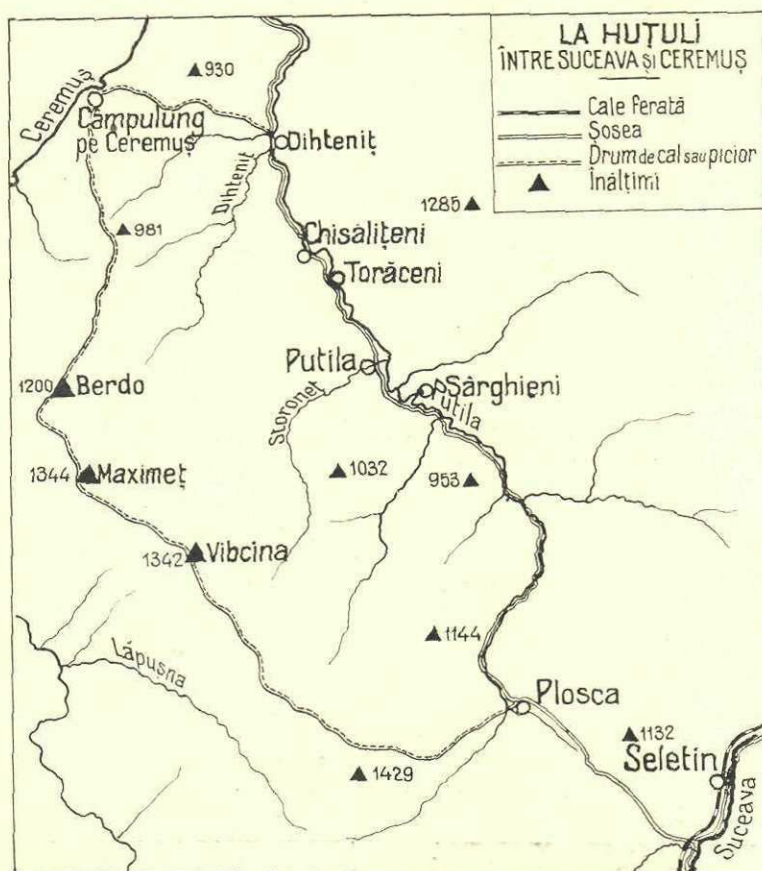 LA HUȚULI
ÎNTRE SUCEAVA ȘI CEREMUȘ
Cale ferată
Șosea
Drum de cal sau picior
Înălțimi
Ceremuș
930
Câmpulung
pe Ceremuș
Dihteniț
Dihteniț
1285
981
Chisălițeni
Torăceni
Putila
1200 Berdo
Sârghieni
Putila
Storoneț
1344 Maximeț
1032
953
1342 Vibcina
1144
Lăpușna
Plosca
1132
Seletin
1429
Suceava